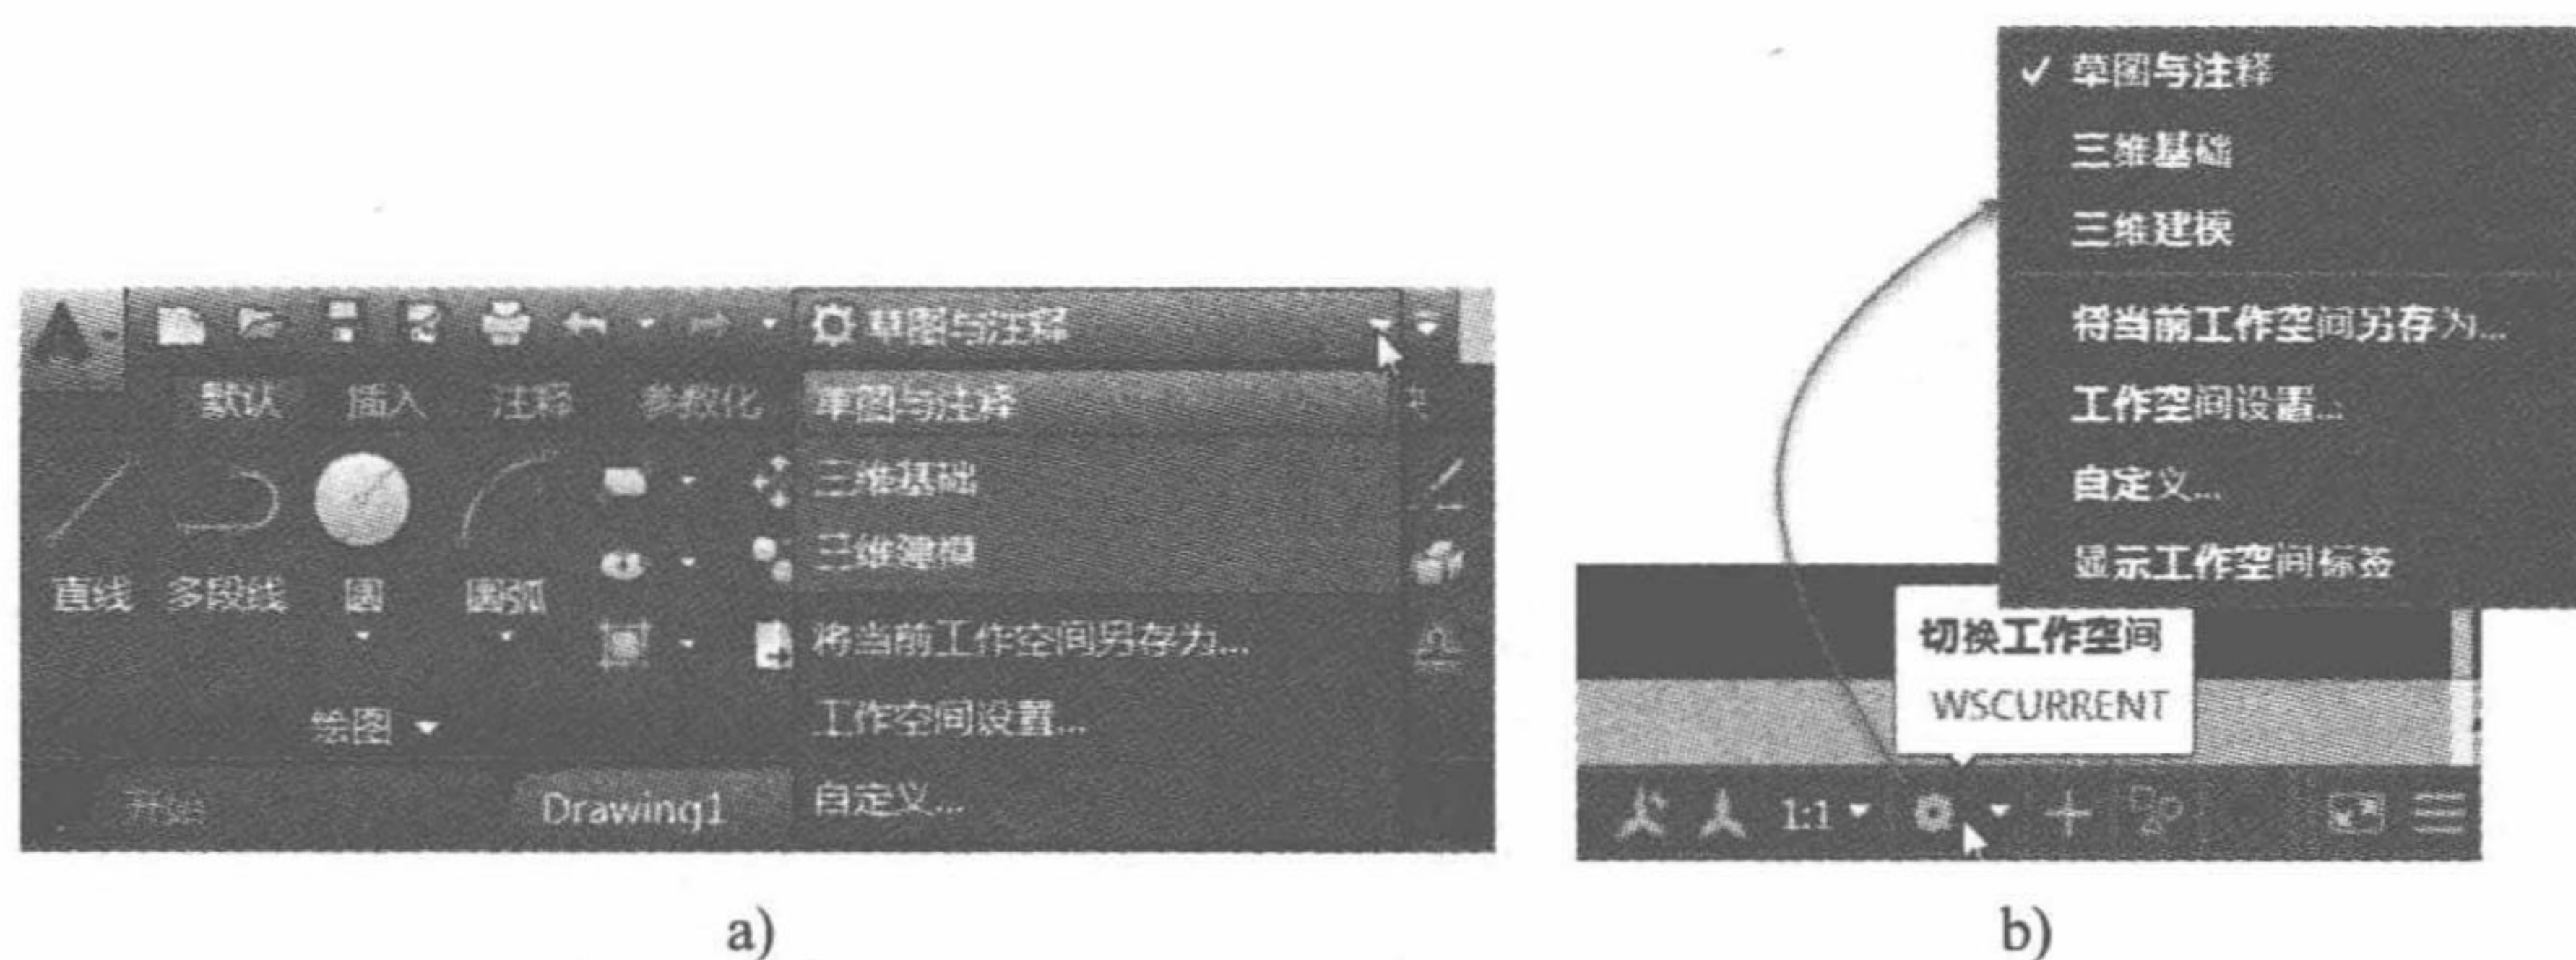 草图与注释
默认 插入 注释 参数化
草图与注释
三维基础
三维建模
直线 多段线 圆 圆弧
将当前工作空间另存为...
绘图
工作空间设置...
开始 Drawing1
自定义...
a)
草图与注释
三维基础
三维建模
将当前工作空间另存为...
工作空间设置...
自定义...
显示工作空间标签
切换工作空间
WSCURRENT
1:1
b)